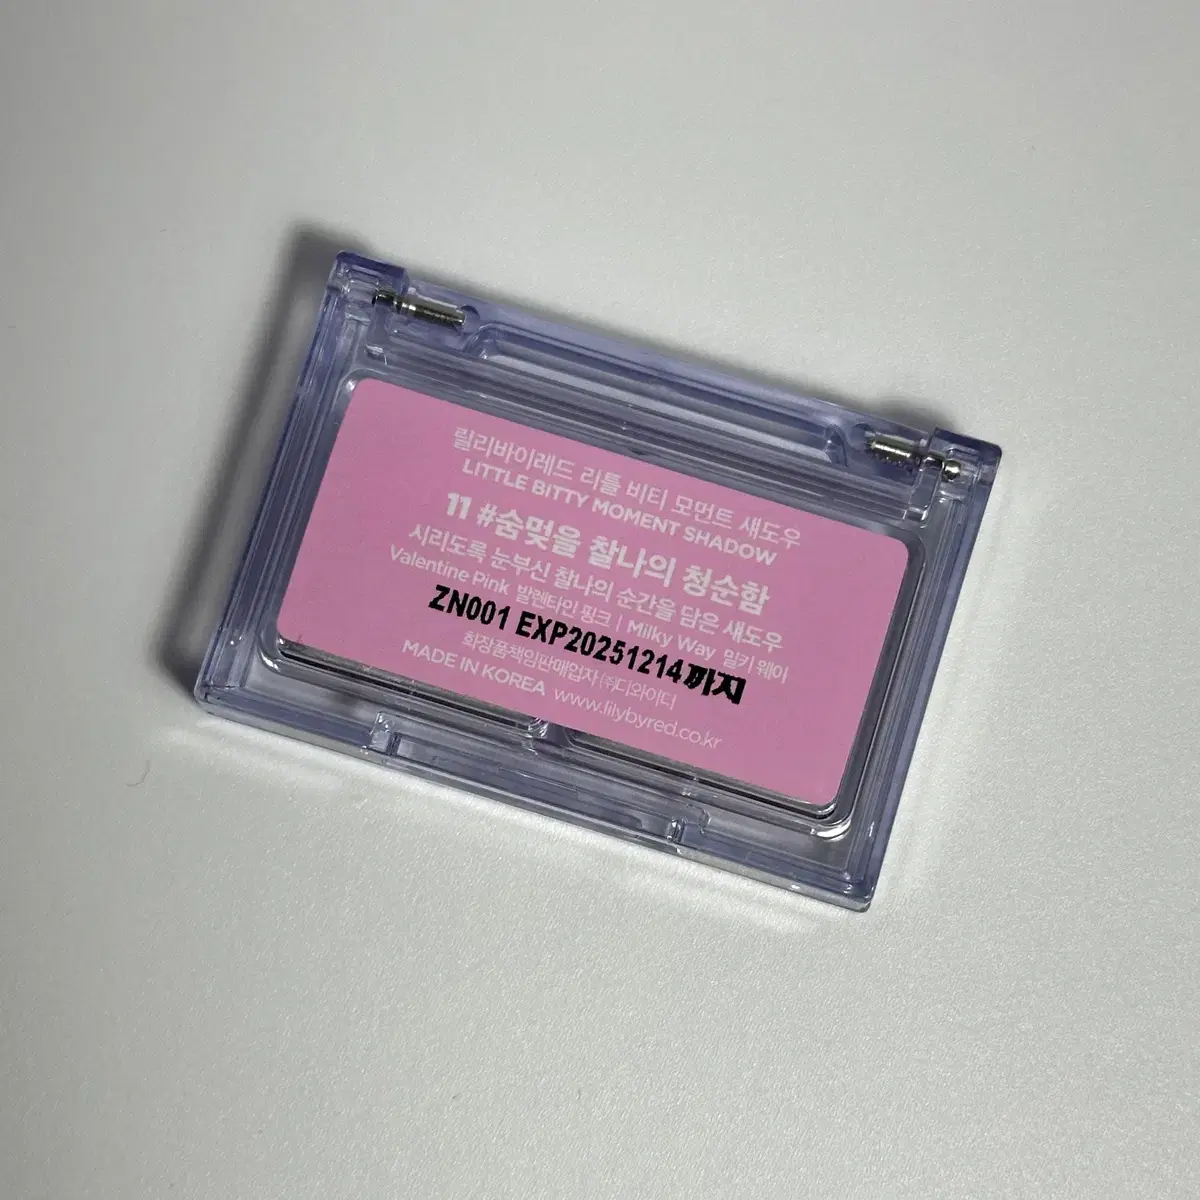 릴리바이레드 리틀 비티 모먼트 섀도우
LITTLE BITTY MOMENT SHADOW
11 #숨멎을 찰나의 청순함
시리도록 눈부신 찰나의 순간을 담은 섀도우
Valentine Pink 발렌타인 핑크 | Milky Way 밀키 웨이
ZN001 EXP20251214까지
화장품책임판매업자 ㈜디와이디
MADE IN KOREA www.lilybyred.co.kr